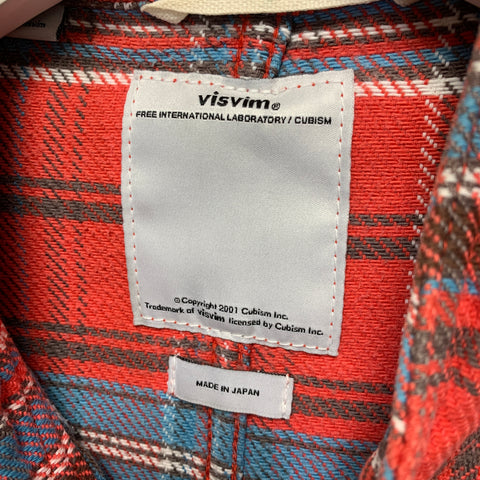 visvim®
FREE INTERNATIONAL LABORATORY / CUBISM
© Copyright 2001 Cubism Inc.
Trademark of visvim licensed by Cubism Inc.
MADE IN JAPAN